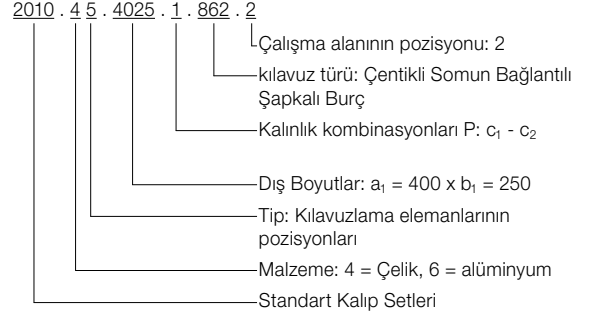 2010 . 4 5 . 4025 . 1 . 862 . 2
Çalışma alanının pozisyonu: 2
kılavuz türü: Çentikli Somun Bağlantılı
Şapkalı Burç
Kalınlık kombinasyonları P: c₁ - c₂
Dış Boyutlar: a₁ = 400 x b₁ = 250
Tip: Kılavuzlama elemanlarının
pozisyonları
Malzeme: 4 = Çelik, 6 = alüminyum
Standart Kalıp Setleri